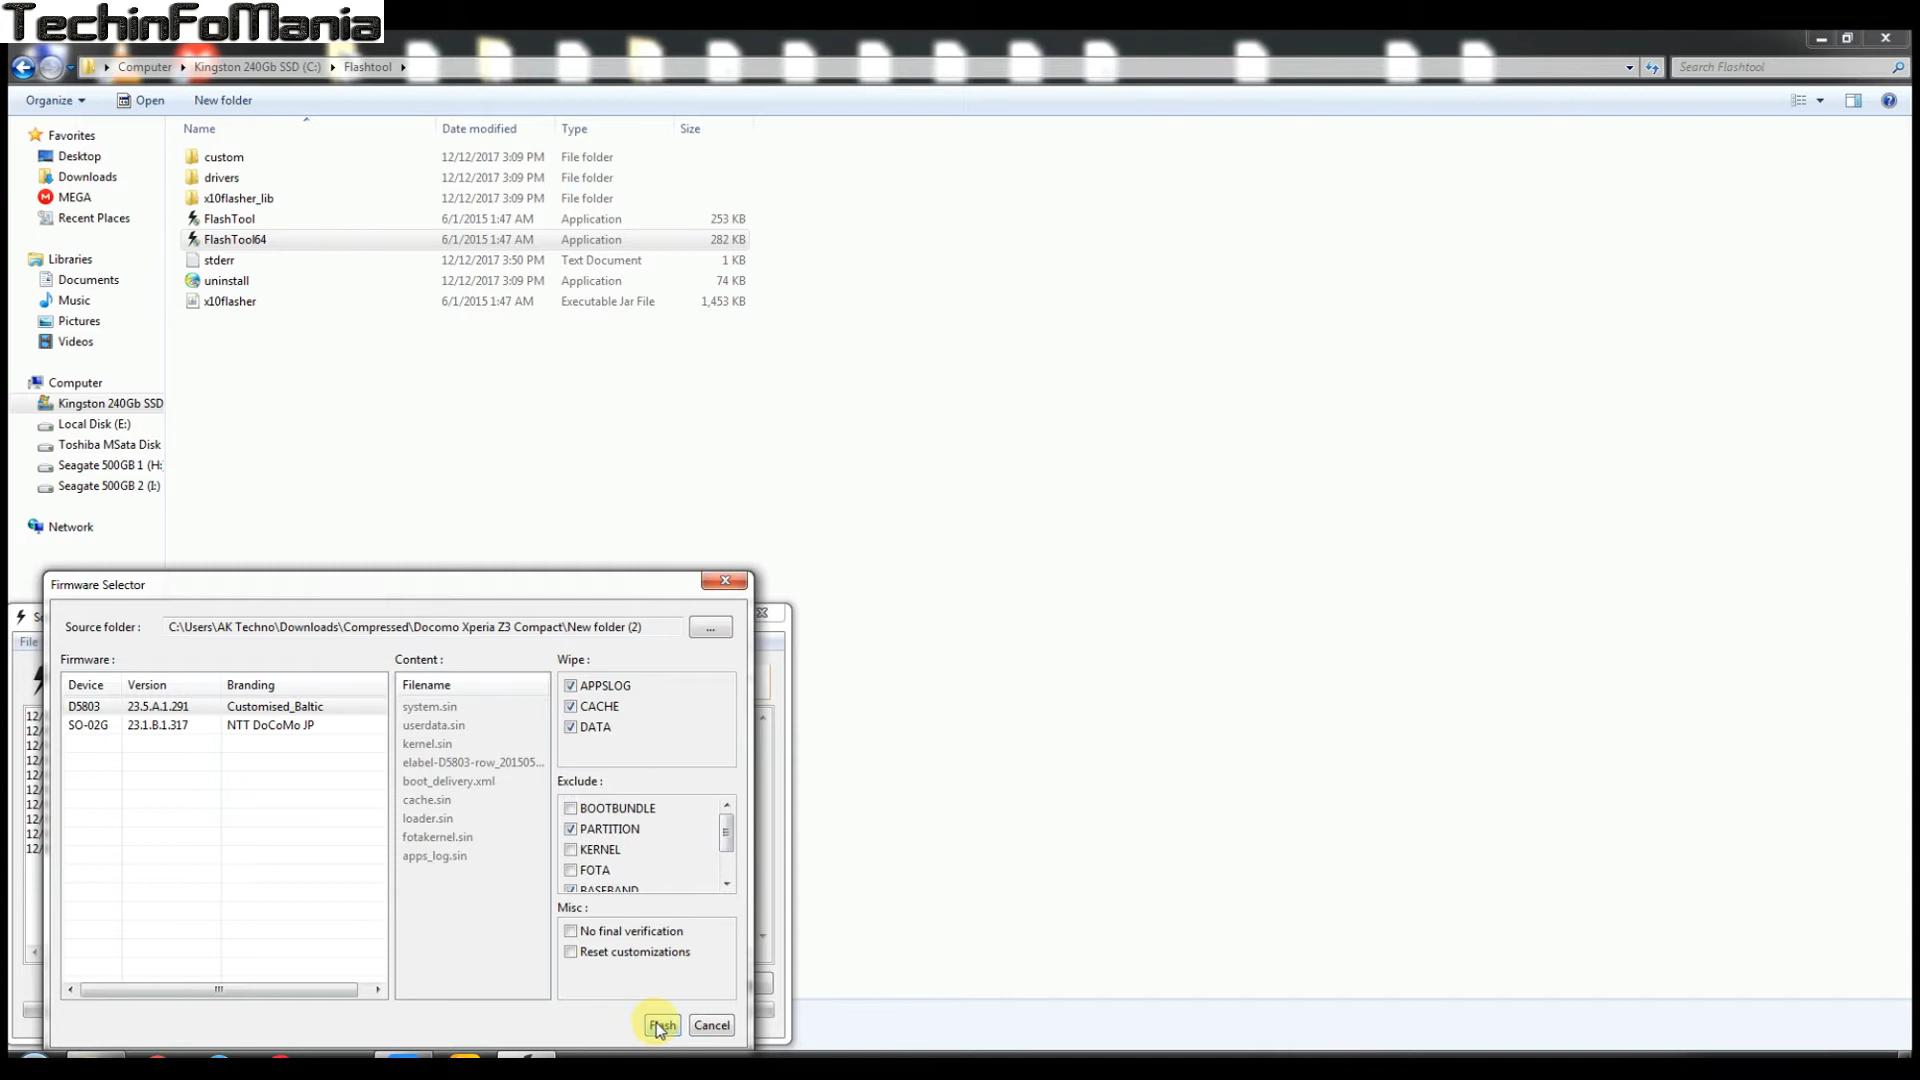 TechinFoMania
Computer Kingston 240Gb SSD (C:) Flashtool
Search Flashtool
Organize Open New folder
Name Date modified Type Size
Favorites
Desktop
Downloads
MEGA
Recent Places
Libraries
Documents
Music
Pictures
Videos
Computer
Kingston 240Gb SSD
Local Disk (E:)
Toshiba MSata Disk
Seagate 500GB 1 (H:
Seagate 500GB 2 (I:)
Network
custom 12/12/2017 3:09 PM File folder
drivers 12/12/2017 3:09 PM File folder
x10flasher_lib 12/12/2017 3:09 PM File folder
FlashTool 6/1/2015 1:47 AM Application 253 KB
FlashTool64 6/1/2015 1:47 AM Application 282 KB
stderr 12/12/2017 3:50 PM Text Document 1 KB
uninstall 12/12/2017 3:09 PM Application 74 KB
x10flasher 6/1/2015 1:47 AM Executable Jar File 1,453 KB
File
Firmware Selector
Source folder : C:\Users\AK Techno\Downloads\Compressed\Docomo Xperia Z3 Compact\New folder (2) ...
Firmware :
Device Version Branding
D5803 23.5.A.1.291 Customised_Baltic
SO-02G 23.1.B.1.317 NTT DoCoMo JP
Content :
Filename
system.sin
userdata.sin
kernel.sin
elabel-D5803-row_201505...
boot_delivery.xml
cache.sin
loader.sin
fotakernel.sin
apps_log.sin
Wipe :
APPSLOG
CACHE
DATA
Exclude :
BOOTBUNDLE
PARTITION
KERNEL
FOTA
BASEBAND
Misc :
No final verification
Reset customizations
Flash Cancel